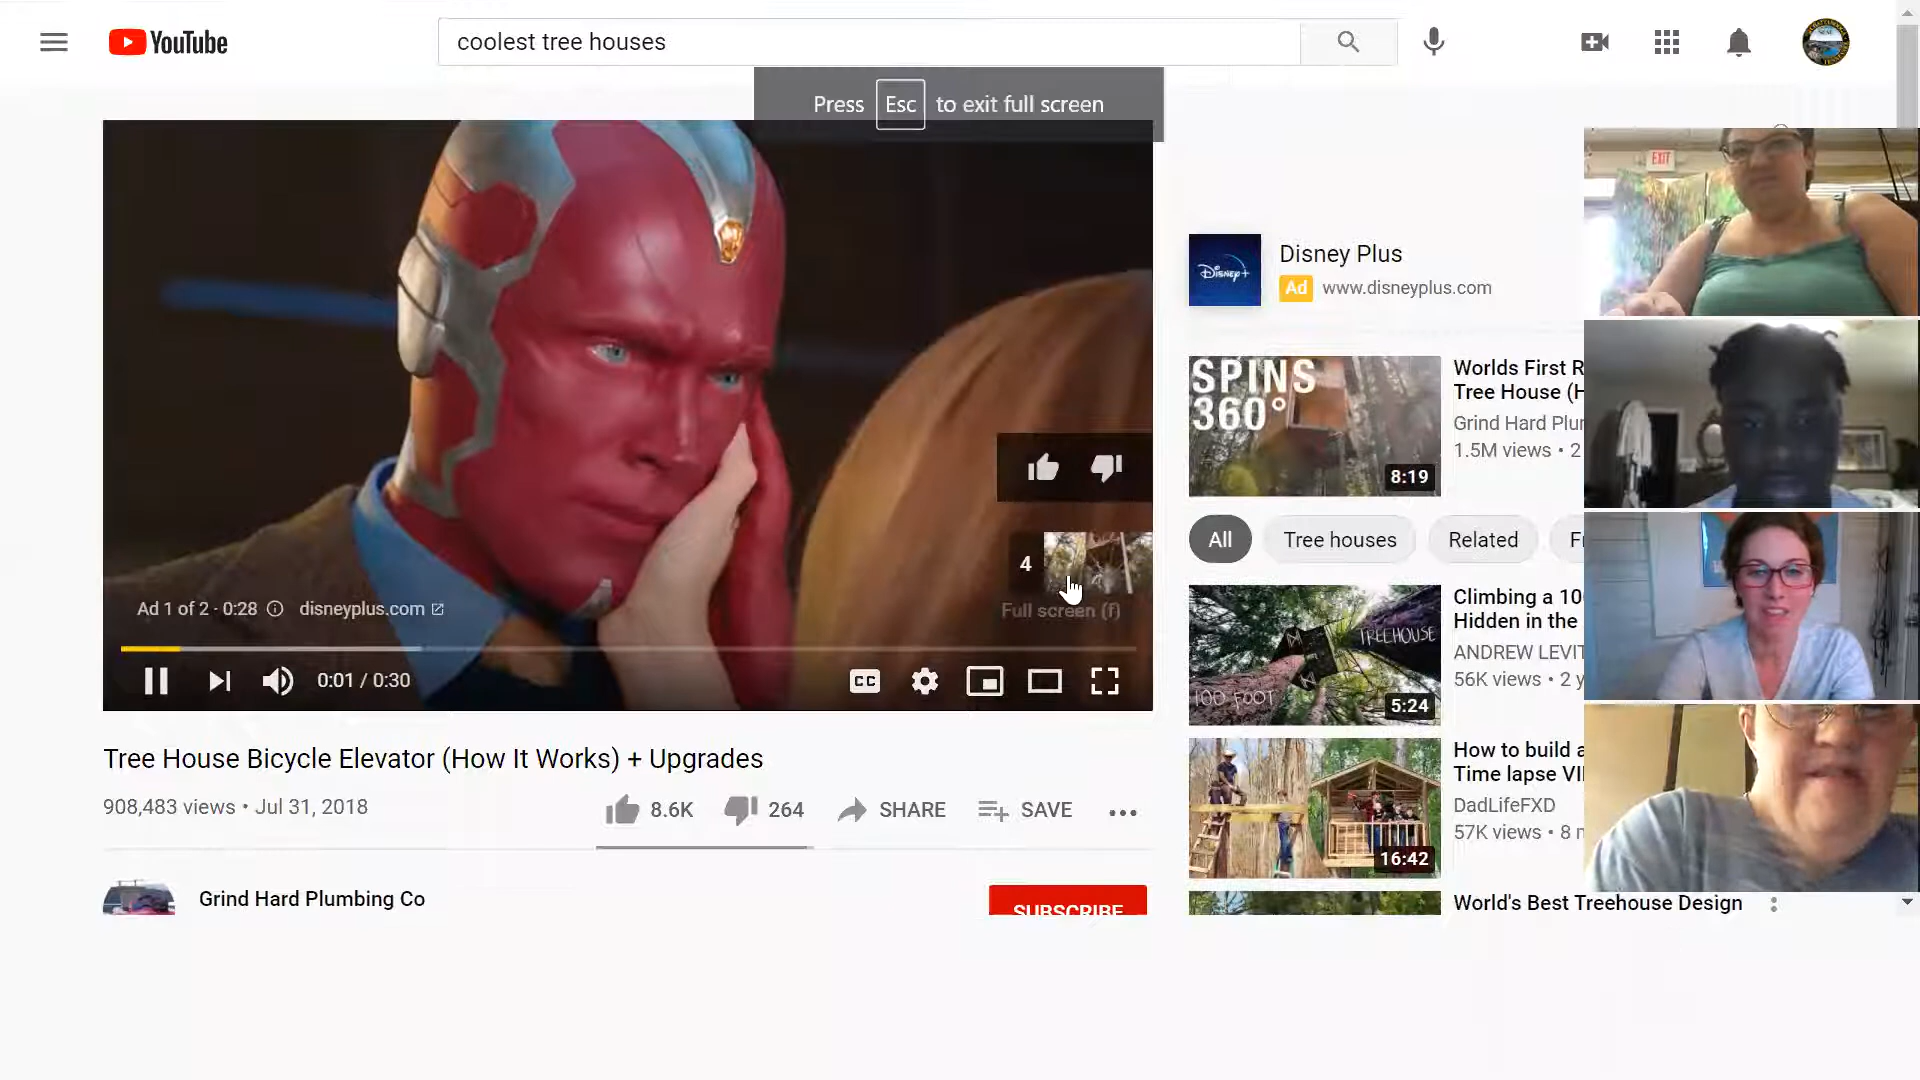 YouTube
coolest tree houses
Press Esc to exit full screen
EXIT
Disney Plus
Disney+
Ad www.disneyplus.com
SPINS
360°
8:19
Worlds First R
Tree House (H
Grind Hard Plur
1.5M views • 2
4
Ad 1 of 2 · 0:28 disneyplus.com
Full screen (f)
0:01 / 0:30
CC
All
Tree houses
Related
TREEHOUSE
100 FOOT
5:24
Climbing a 10
Hidden in the
ANDREW LEVIT
56K views • 2 y
Tree House Bicycle Elevator (How It Works) + Upgrades
908,483 views • Jul 31, 2018
8.6K
264
SHARE
SAVE
16:42
How to build a
Time lapse VI
DadLifeFXD
57K views • 8
Grind Hard Plumbing Co
SUBSCRIBE
World's Best Treehouse Design